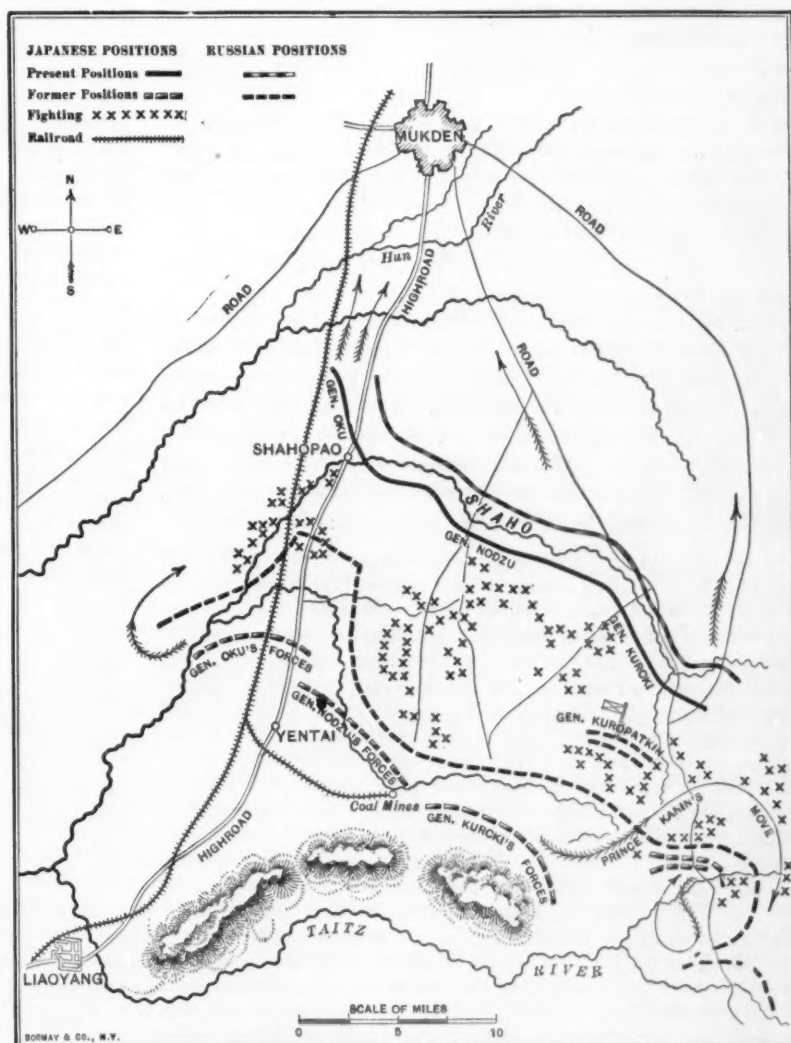 JAPANESE POSITIONS RUSSIAN POSITIONS
Present Positions
Former Positions
Fighting X X X X X X X
Railroad
N
W E
S
MUKDEN
ROAD
River
Hun
HIGHROAD
ROAD
ROAD
GEN. OKU
SHAHOPAO
SHAHO
GEN. NODZU
GEN. KUROKI
GEN. OKU'S FORCES
GEN. NODZU'S FORCES
GEN. KUROPATKIN
YENTAI
Coal Mines
GEN. KURCKI'S FORCES
PRINCE KANIN'S MOVE
HIGHROAD
TAITZ RIVER
LIAOYANG
SCALE OF MILES
0 5 10
BORMAY & CO., N.Y.